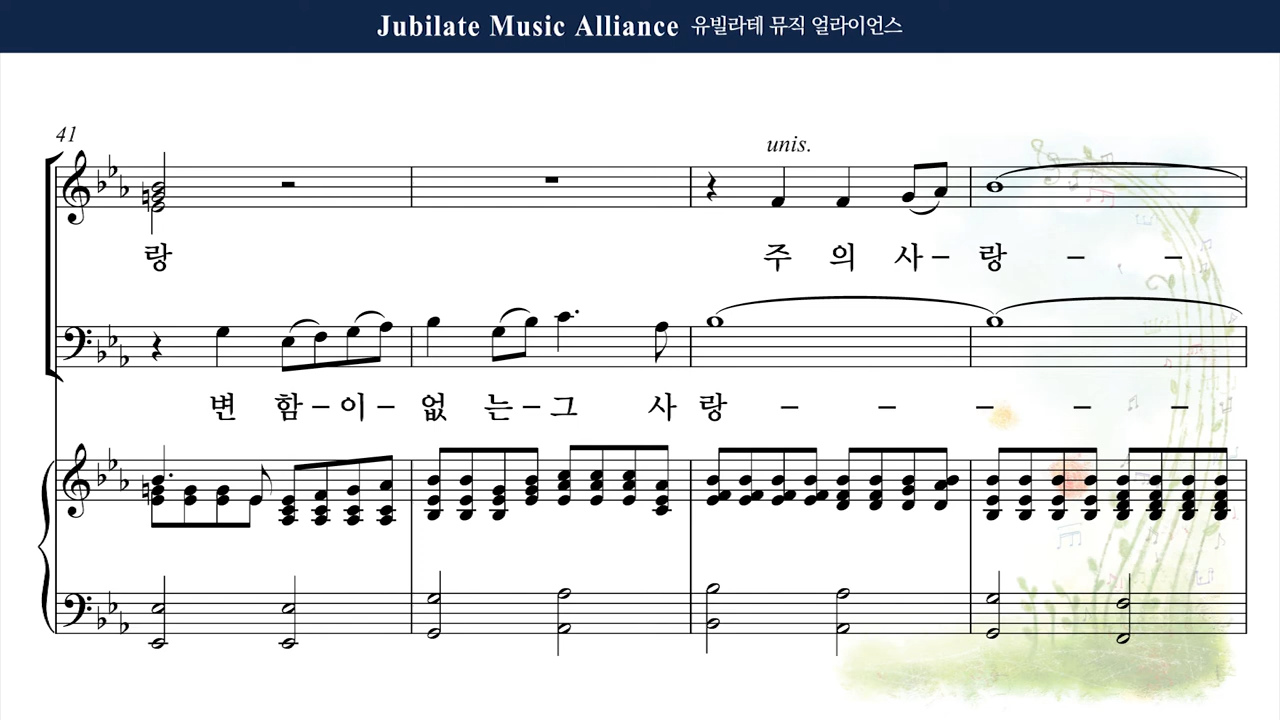 Jubilate Music Alliance 유빌라테 뮤직 얼라이언스
41
unis.
랑 주 의 사 – 랑 – –
변 함 – 이 – 없 는 – 그 사 랑 – – – – –